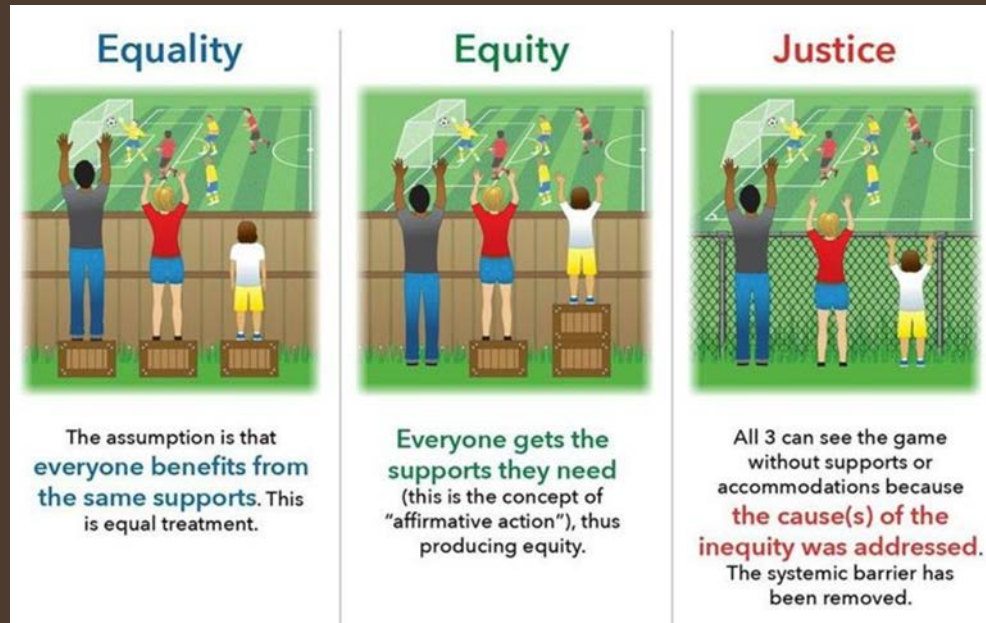 Equality
The assumption is that
everyone benefits from
the same supports. This
is equal treatment.
Equity
Everyone gets the
supports they need
(this is the concept of
“affirmative action”), thus
producing equity.
Justice
All 3 can see the game
without supports or
accommodations because
the cause(s) of the
inequity was addressed.
The systemic barrier has
been removed.